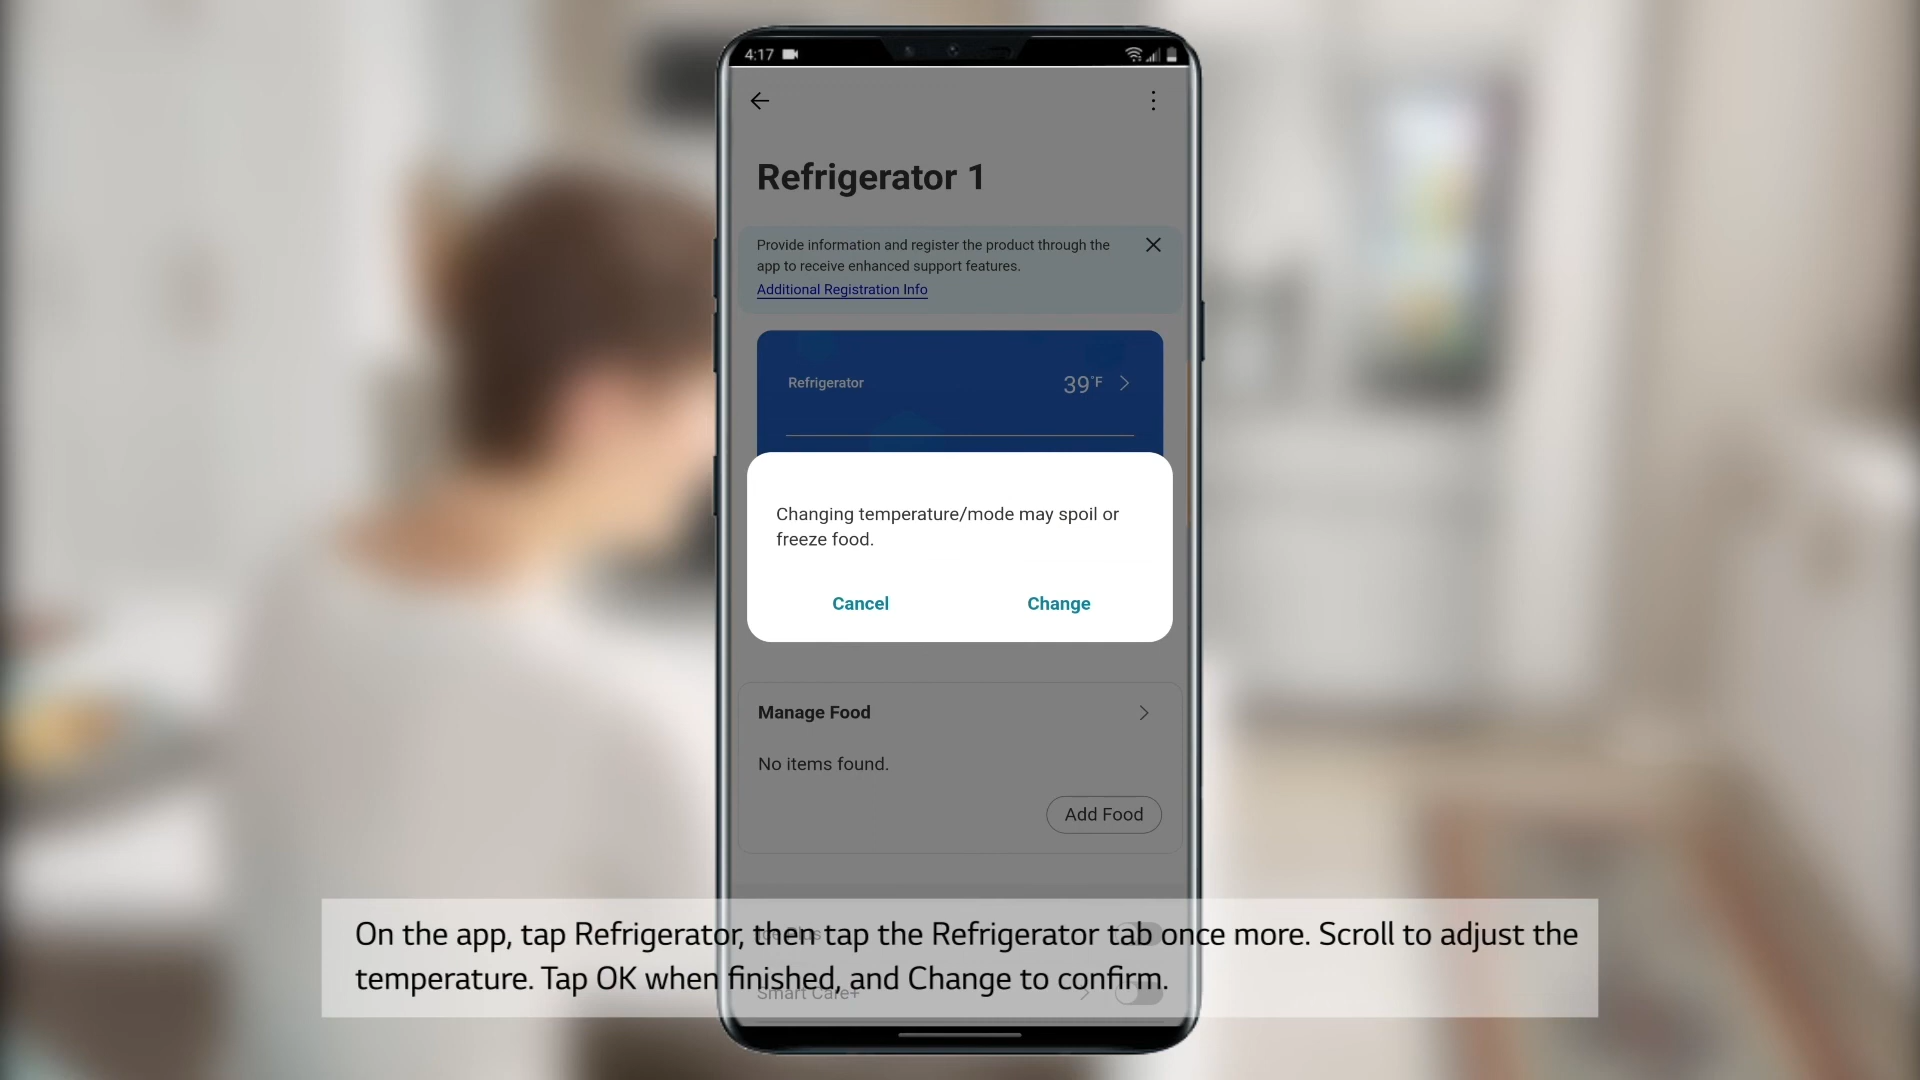 4:17
Refrigerator 1
Provide information and register the product through the
app to receive enhanced support features.
Additional Registration Info
Refrigerator
39°F
Changing temperature/mode may spoil or
freeze food.
Cancel
Change
Manage Food
No items found.
Add Food
On the app, tap Refrigerator, then tap the Refrigerator tab once more. Scroll to adjust the
temperature. Tap OK when finished, and Change to confirm.
Smart Care+